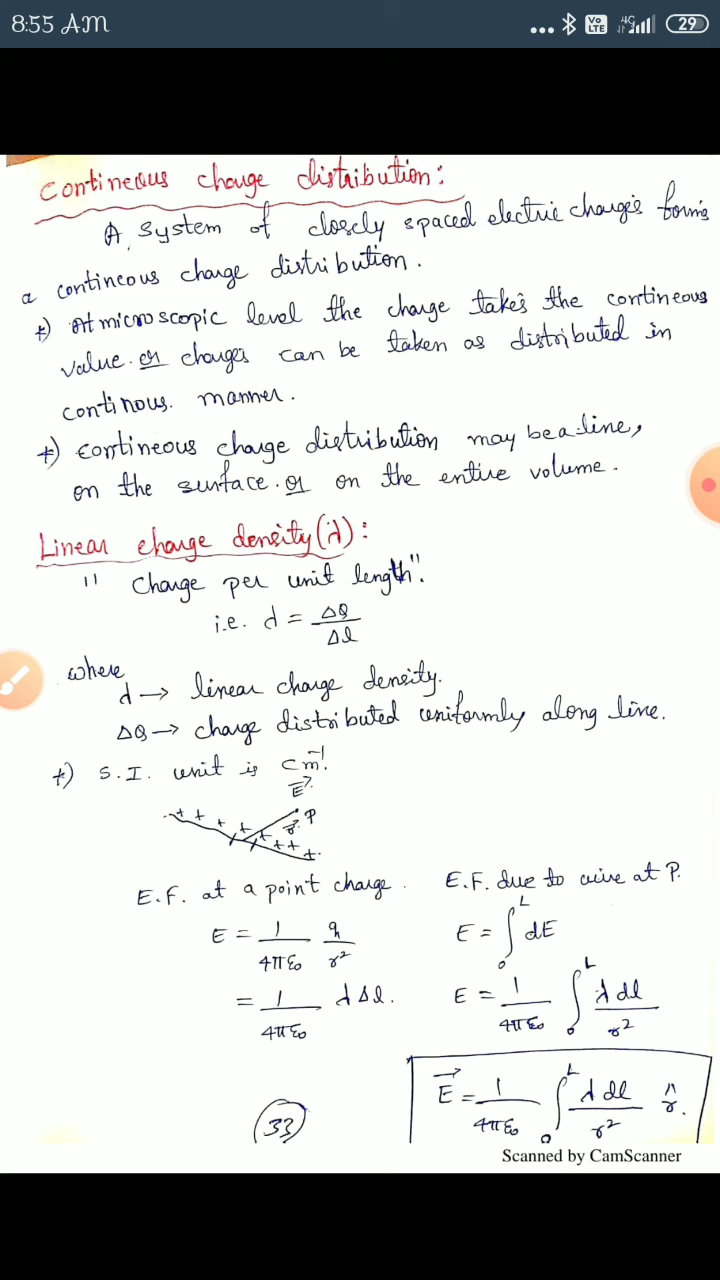 8:55 AM
Vo LTE 4G 29
Contineous charge distribution:
A system of closely spaced electric charges forms
a contineous charge distribution.
*) At microscopic level the charge takes the contineous
value. or charges can be taken as distributed in
continous. manner.
*) contineous charge distribution may be a line,
on the surface. or on the entire volume.
Linear charge density (λ):
" Charge per unit length".
i.e. λ = ΔQ/Δl
where
λ → linear charge density.
ΔQ → charge distributed uniformly along line.
*) S.I. unit is Cm⁻¹.
E⃗
+ + + + + + + + + r⃗ P
E.F. at a point charge. E.F. due to wire at P.
E = 1/4πε₀ q/r² E = ∫₀ᴸ dE
= 1/4πε₀ λΔl. E = 1/4πε₀ ∫₀ᴸ λdl/r²
E⃗ = 1/4πε₀ ∫₀ᴸ λdl/r² r̂.
33
Scanned by CamScanner